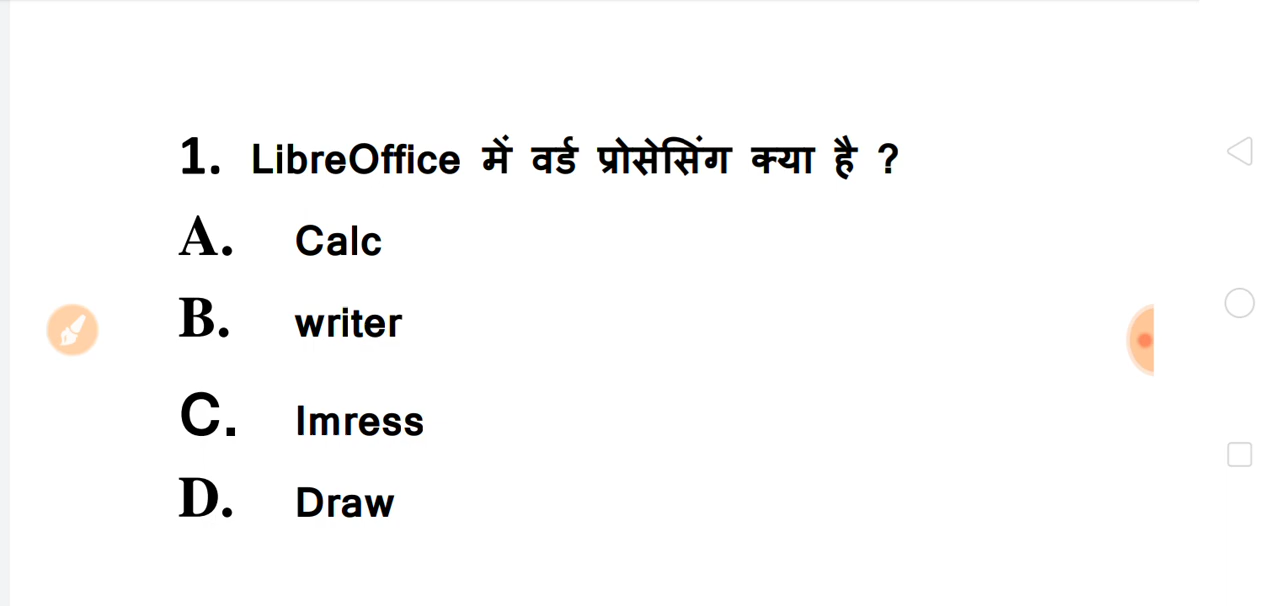 1. LibreOffice में वर्ड प्रोसेसिंग क्या है ?
A. Calc
B. writer
C. Imress
D. Draw